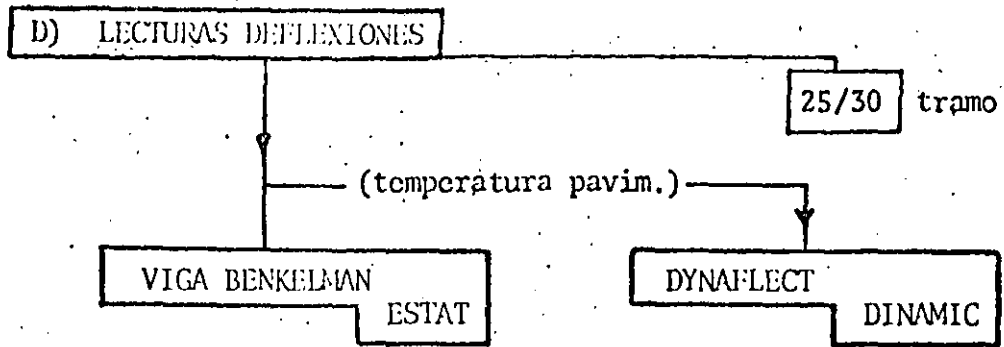 D) LECTURAS DEFLEXIONES
25/30 tramo
(temperatura pavim.)
VIGA BENKELMAN
ESTAT
DYNAFLECT
DINAMIC